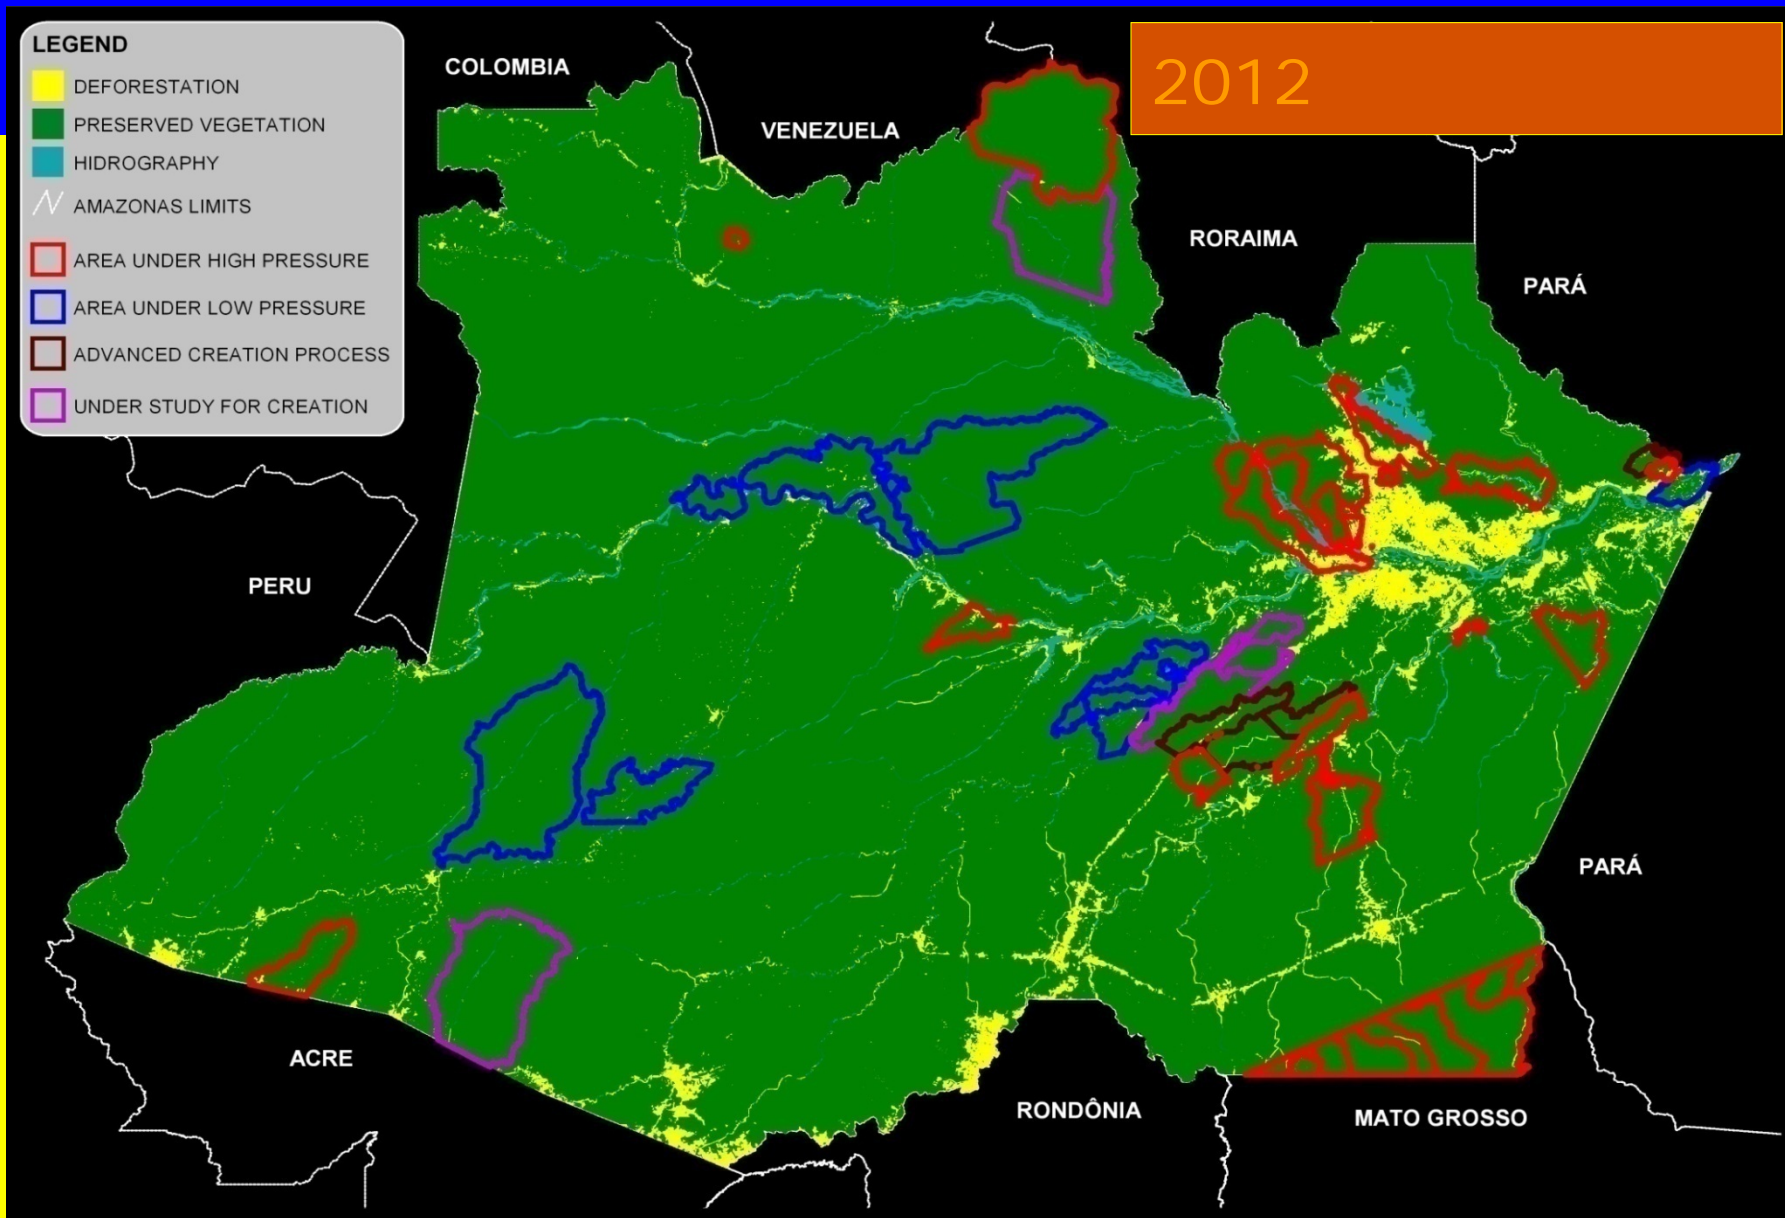 LEGEND
DEFORESTATION
PRESERVED VEGETATION
HIDROGRAPHY
AMAZONAS LIMITS
AREA UNDER HIGH PRESSURE
AREA UNDER LOW PRESSURE
ADVANCED CREATION PROCESS
UNDER STUDY FOR CREATION
2012
COLOMBIA
VENEZUELA
RORAIMA
PARÁ
PERU
PARÁ
ACRE
RONDÔNIA
MATO GROSSO